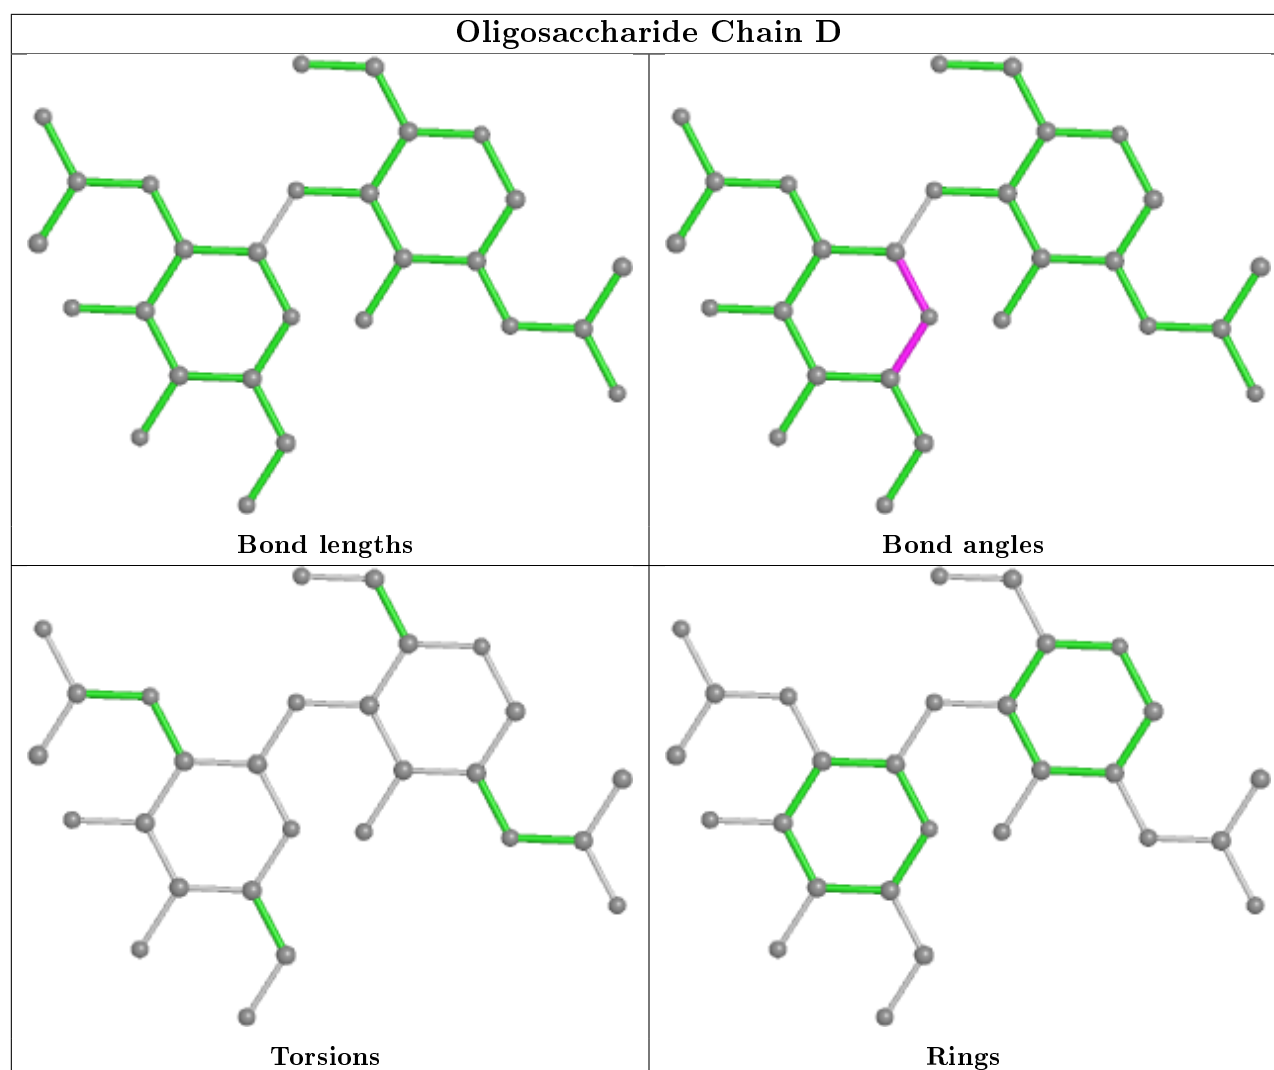 Oligosaccharide Chain D
Bond lengths
Bond angles
Torsions
Rings